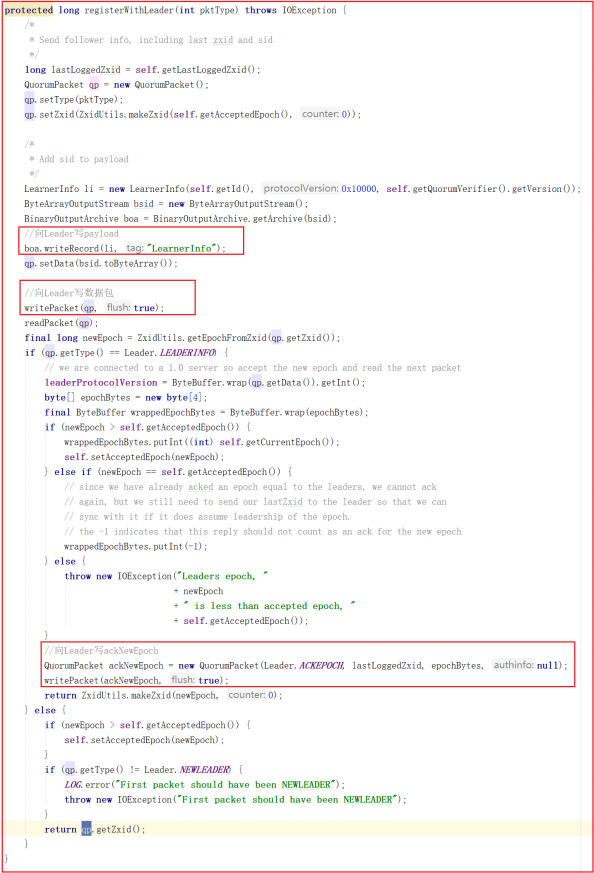 protected long registerWithLeader(int pktType) throws IOException {
/*
* Send follower info, including last zxid and sid
*/
long lastLoggedZxid = self.getLastLoggedZxid();
QuorumPacket qp = new QuorumPacket();
qp.setType(pktType);
qp.setZxid(ZxidUtils.makeZxid(self.getAcceptedEpoch(), counter: 0));
/*
* Add sid to payload
*/
LearnerInfo li = new LearnerInfo(self.getId(), protocolVersion: 0x10000, self.getQuorumVerifier().getVersion());
ByteArrayOutputStream bsid = new ByteArrayOutputStream();
BinaryOutputArchive boa = BinaryOutputArchive.getArchive(bsid);
//向Leader写payload
boa.writeRecord(li, tag: "LearnerInfo");
qp.setData(bsid.toByteArray());
//向Leader写数据包
writePacket(qp, flush: true);
readPacket(qp);
final long newEpoch = ZxidUtils.getEpochFromZxid(qp.getZxid());
if (qp.getType() == Leader.LEADERINFO) {
// we are connected to a 1.0 server so accept the new epoch and read the next packet
leaderProtocolVersion = ByteBuffer.wrap(qp.getData()).getInt();
byte[] epochBytes = new byte[4];
final ByteBuffer wrappedEpochBytes = ByteBuffer.wrap(epochBytes);
if (newEpoch > self.getAcceptedEpoch()) {
wrappedEpochBytes.putInt((int) self.getCurrentEpoch());
self.setAcceptedEpoch(newEpoch);
} else if (newEpoch == self.getAcceptedEpoch()) {
// since we have already acked an epoch equal to the leaders, we cannot ack
// again, but we still need to send our lastZxid to the leader so that we can
// sync with it if it does assume leadership of the epoch.
// the -1 indicates that this reply should not count as an ack for the new epoch
wrappedEpochBytes.putInt(-1);
} else {
throw new IOException("Leaders epoch, "
+ newEpoch
+ " is less than accepted epoch, "
+ self.getAcceptedEpoch());
}
//向Leader写ackNewEpoch
QuorumPacket ackNewEpoch = new QuorumPacket(Leader.ACKEPOCH, lastLoggedZxid, epochBytes, authinfo: null);
writePacket(ackNewEpoch, flush: true);
return ZxidUtils.makeZxid(newEpoch, counter: 0);
} else {
if (newEpoch > self.getAcceptedEpoch()) {
self.setAcceptedEpoch(newEpoch);
}
if (qp.getType() != Leader.NEWLEADER) {
LOG.error("First packet should have been NEWLEADER");
throw new IOException("First packet should have been NEWLEADER");
}
return qp.getZxid();
}
}